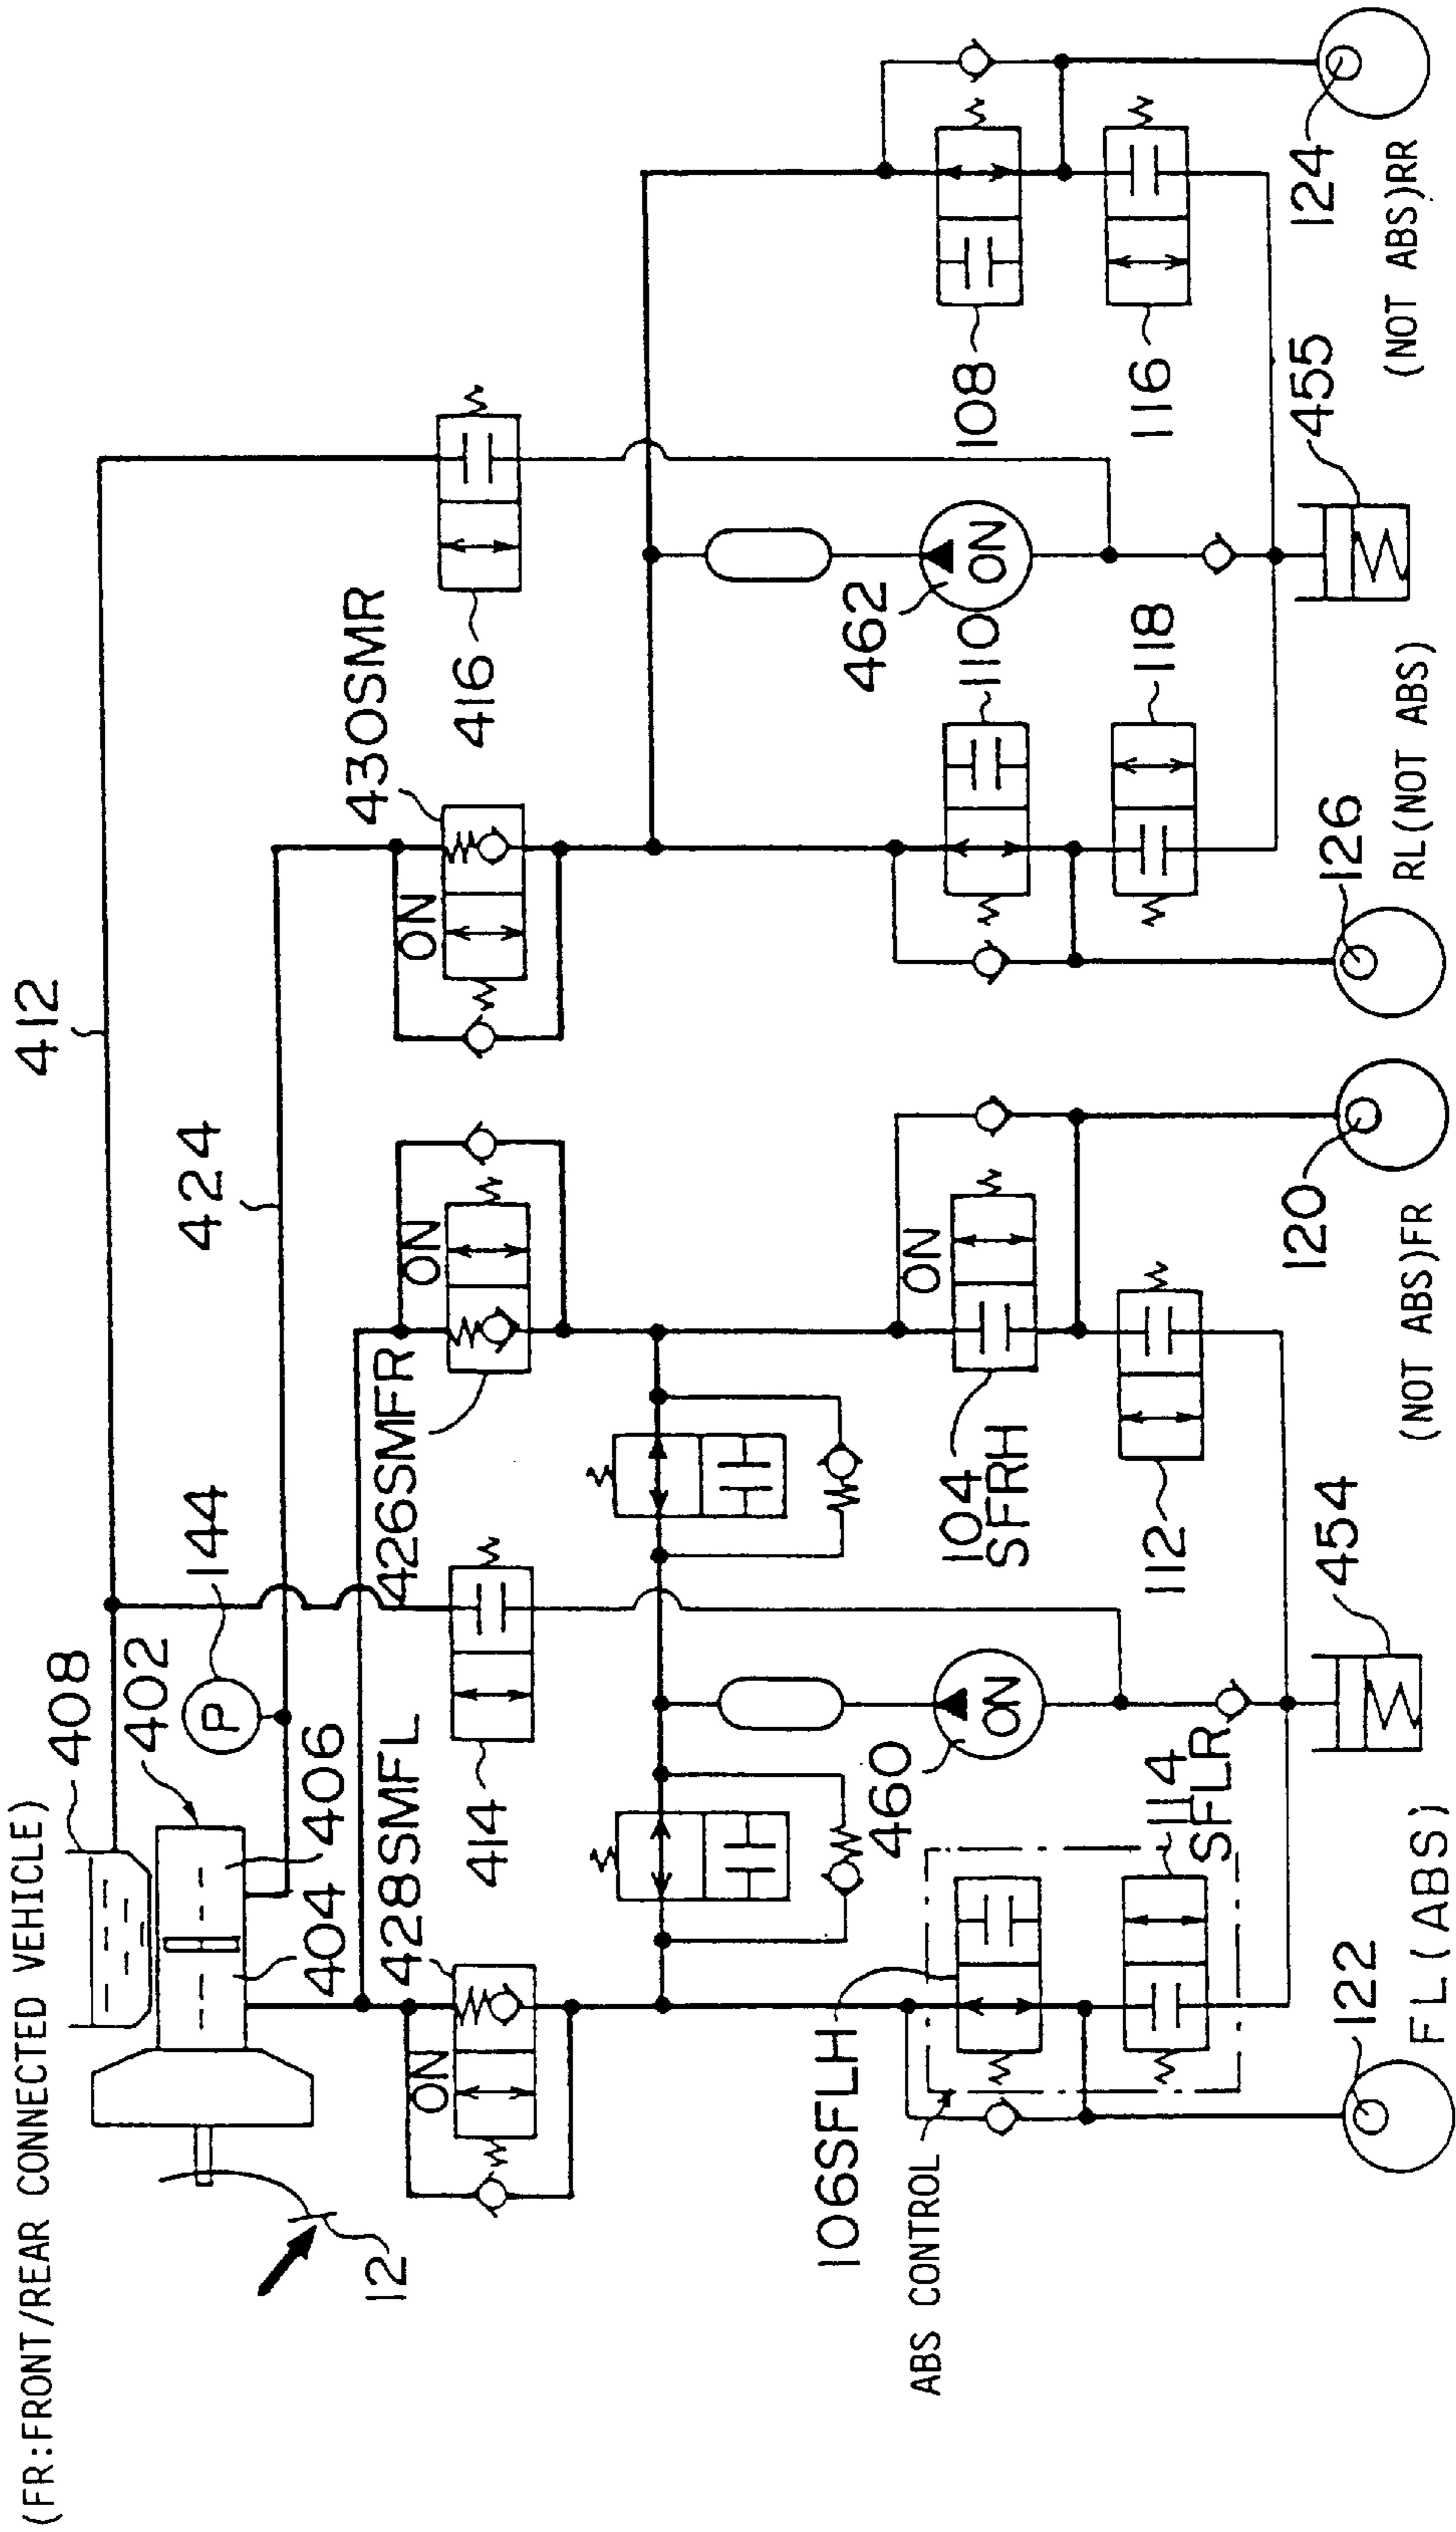 (FR:FRONT/REAR CONNECTED VEHICLE)
408
402
144
424
412
P
404 406
12
428SMFL
ON
414
426SMFR
ON
430SMR
ON
416
460
ON
462
ON
106SFLH
ABS CONTROL
114
SFLR
104
SFRH
ON
112
110
118
108
116
122
FL(ABS)
454
120
(NOT ABS)FR
126
RL(NOT ABS)
455
124
(NOT ABS)RR